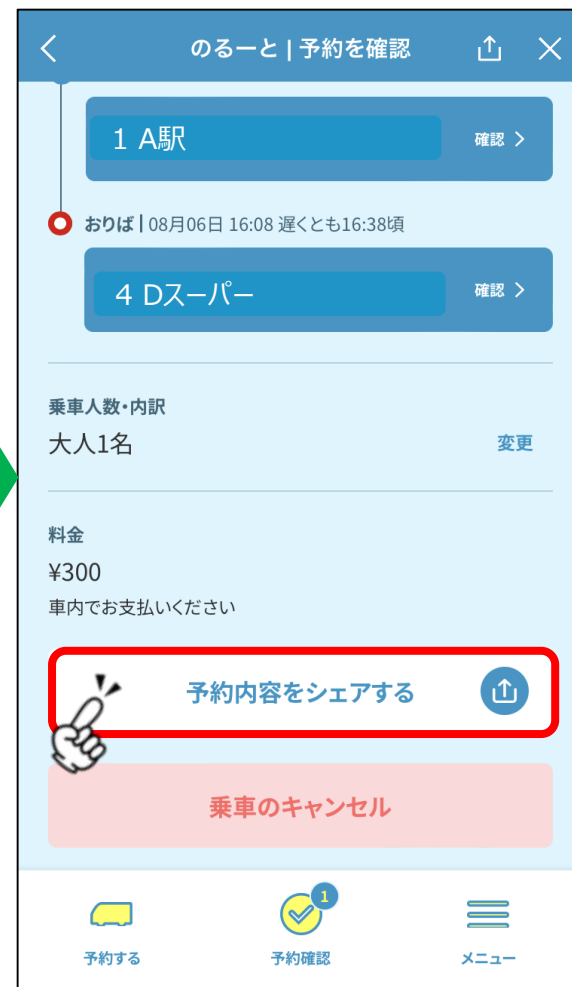 のるーと | 予約を確認
1 A駅
確認
おりば | 08月06日 16:08 遅くとも16:38頃
4 Dスーパー
確認
乗車人数・内訳
大人1名
変更
料金
¥300
車内でお支払いください
予約内容をシェアする
乗車のキャンセル
1
予約する
予約確認
メニュー